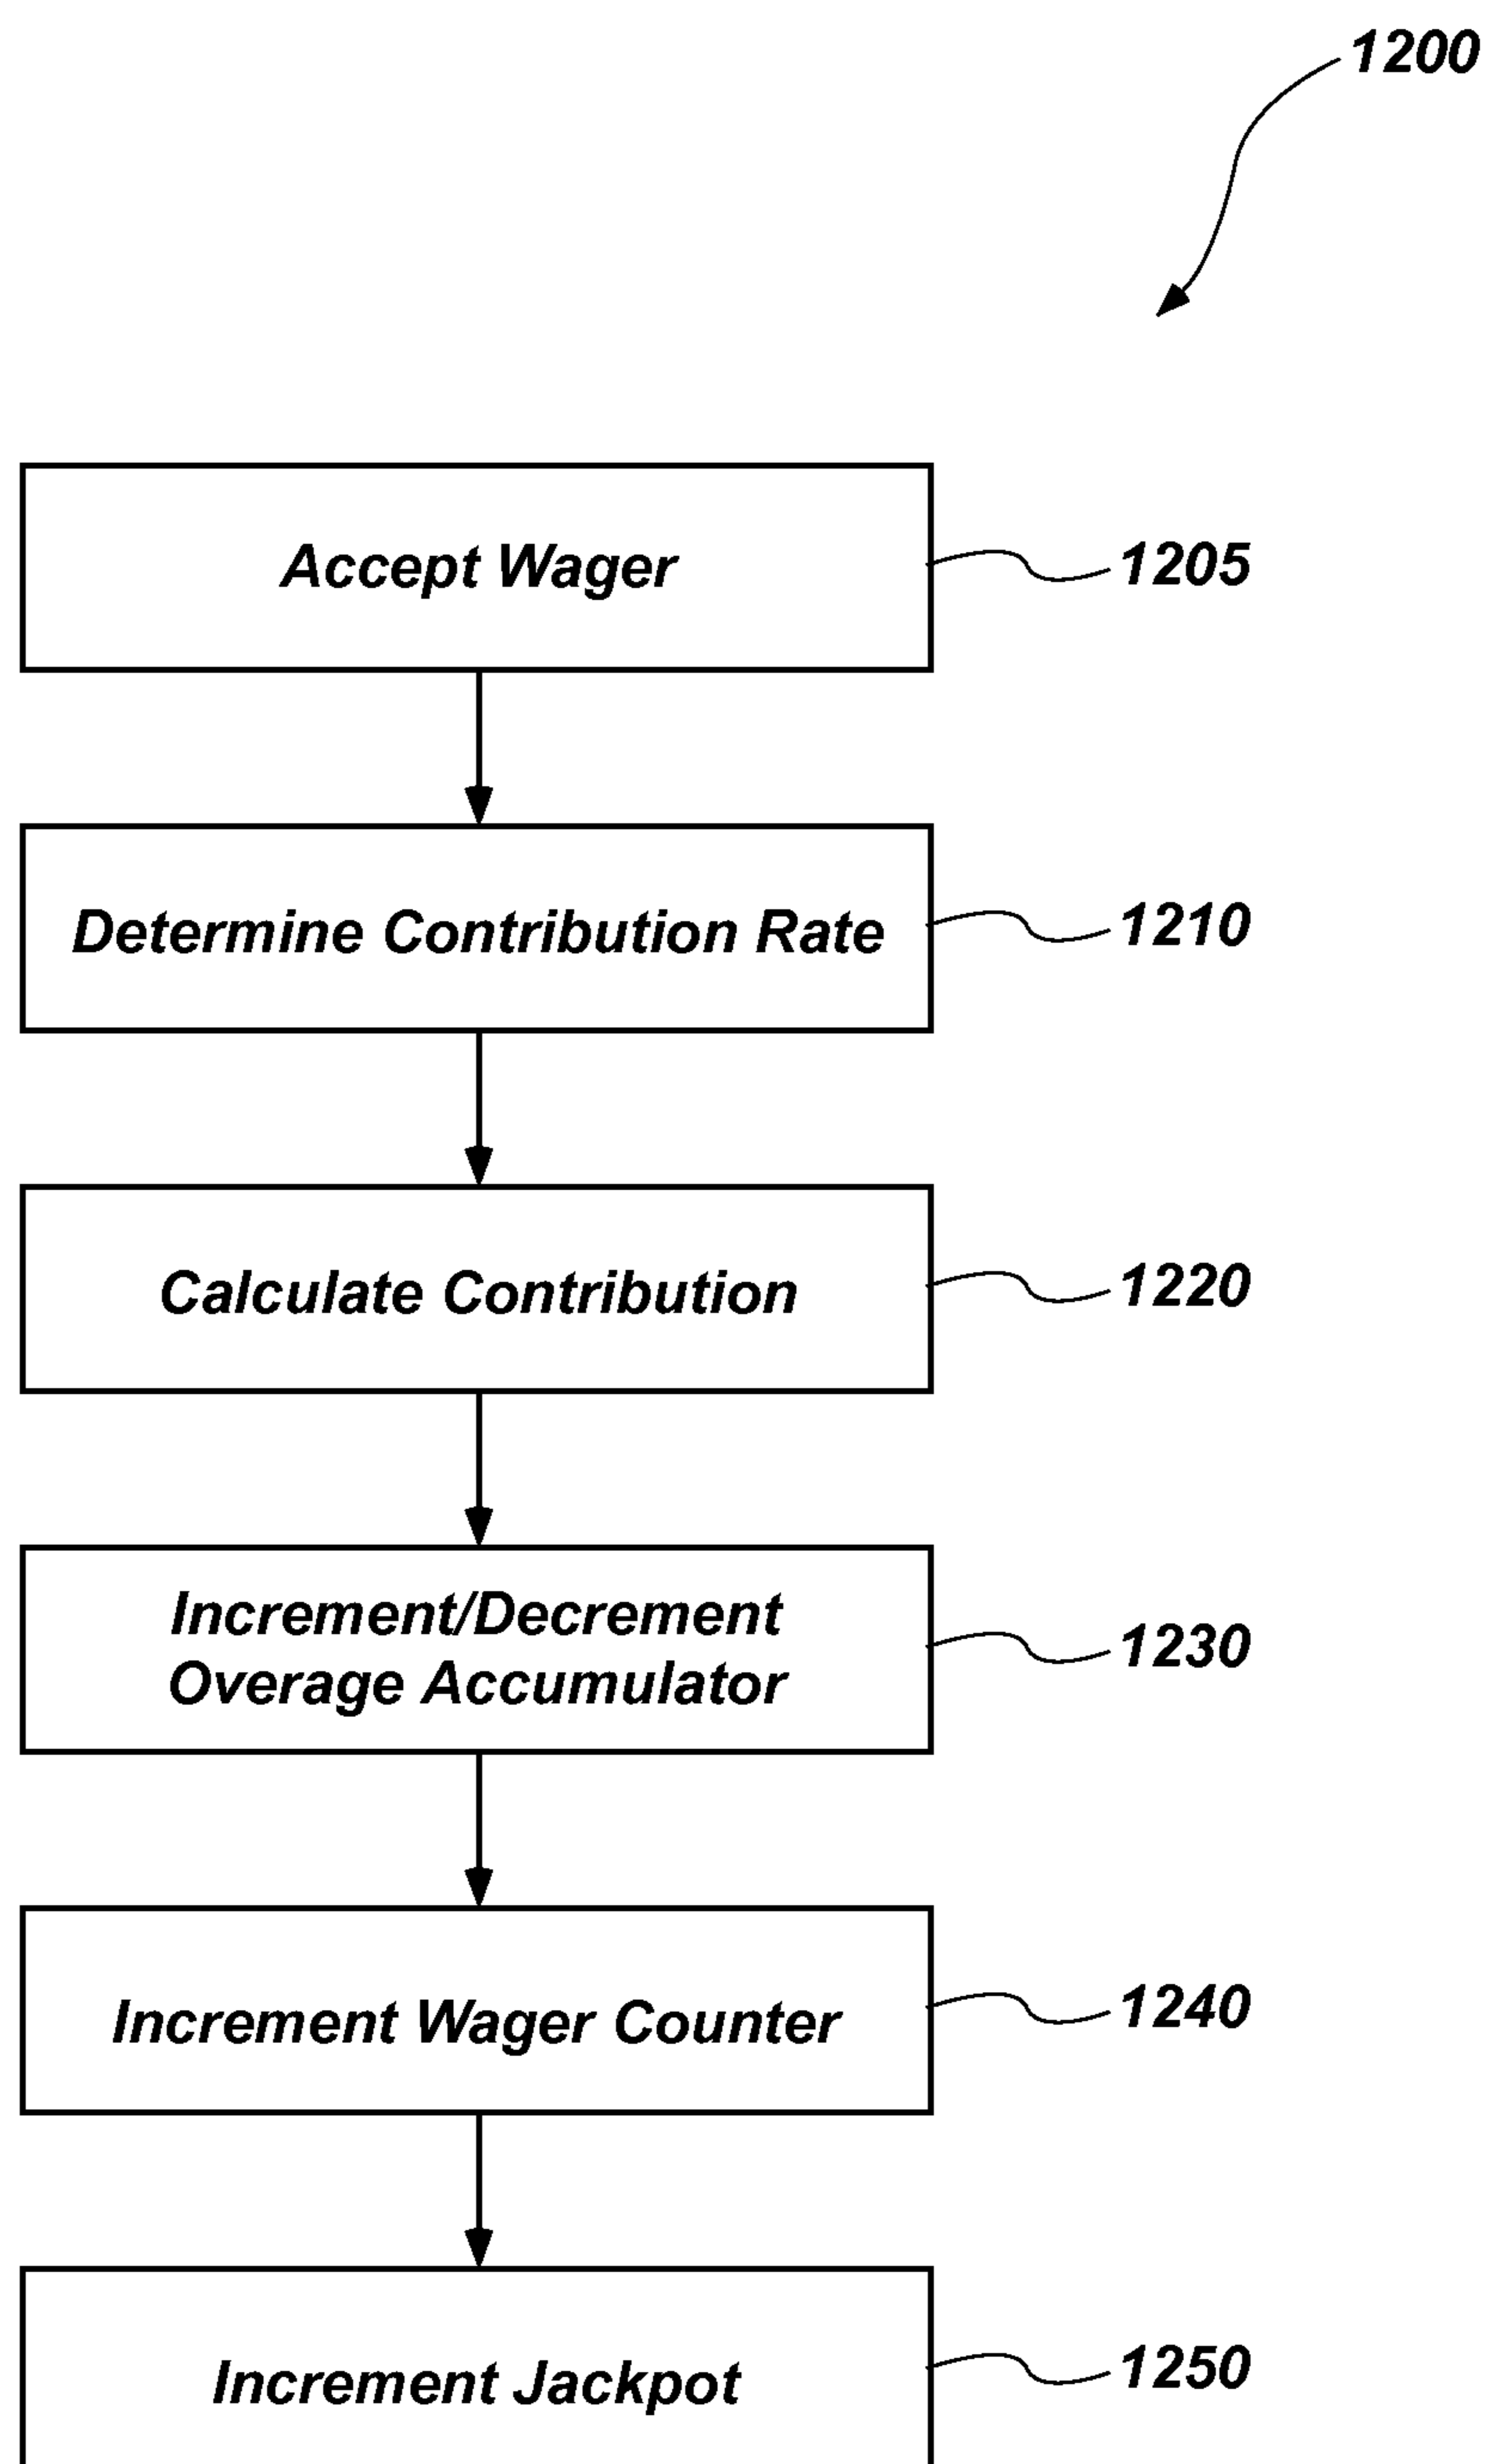 1200
Accept Wager
1205
Determine Contribution Rate
1210
Calculate Contribution
1220
Increment/Decrement
Overage Accumulator
1230
Increment Wager Counter
1240
Increment Jackpot
1250